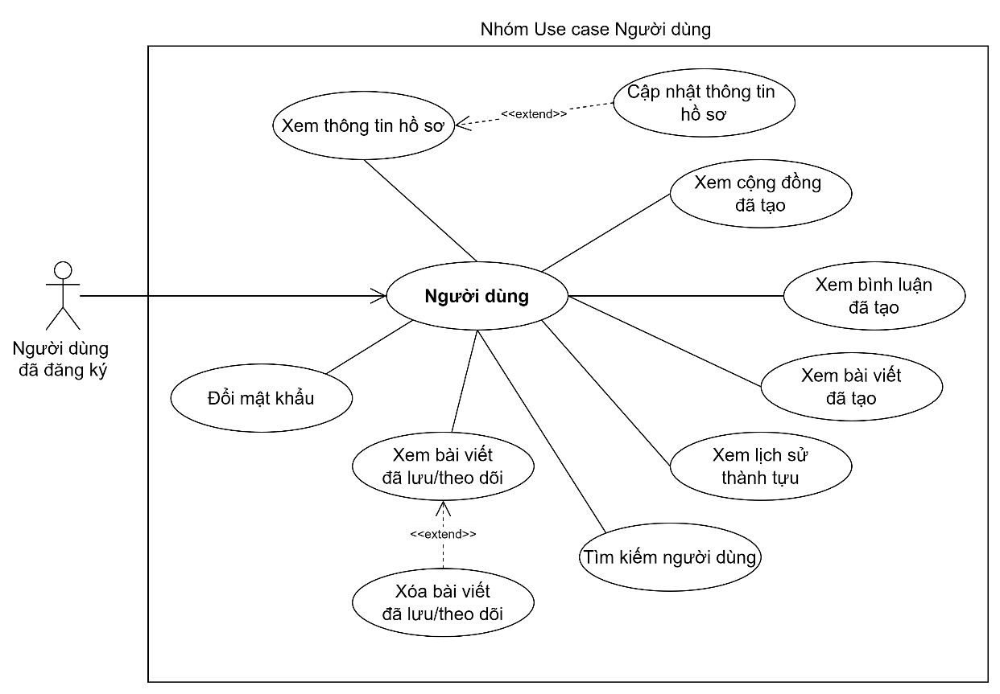 Nhóm Use case Người dùng
Cập nhật thông tin
hồ sơ
<<extend>>
Xem thông tin hồ sơ
Xem cộng đồng
đã tạo
Người dùng
Xem bình luận
đã tạo
Người dùng
đã đăng ký
Xem bài viết
đã tạo
Đổi mật khẩu
Xem bài viết
đã lưu/theo dõi
Xem lịch sử
thành tựu
<<extend>>
Tìm kiếm người dùng
Xóa bài viết
đã lưu/theo dõi